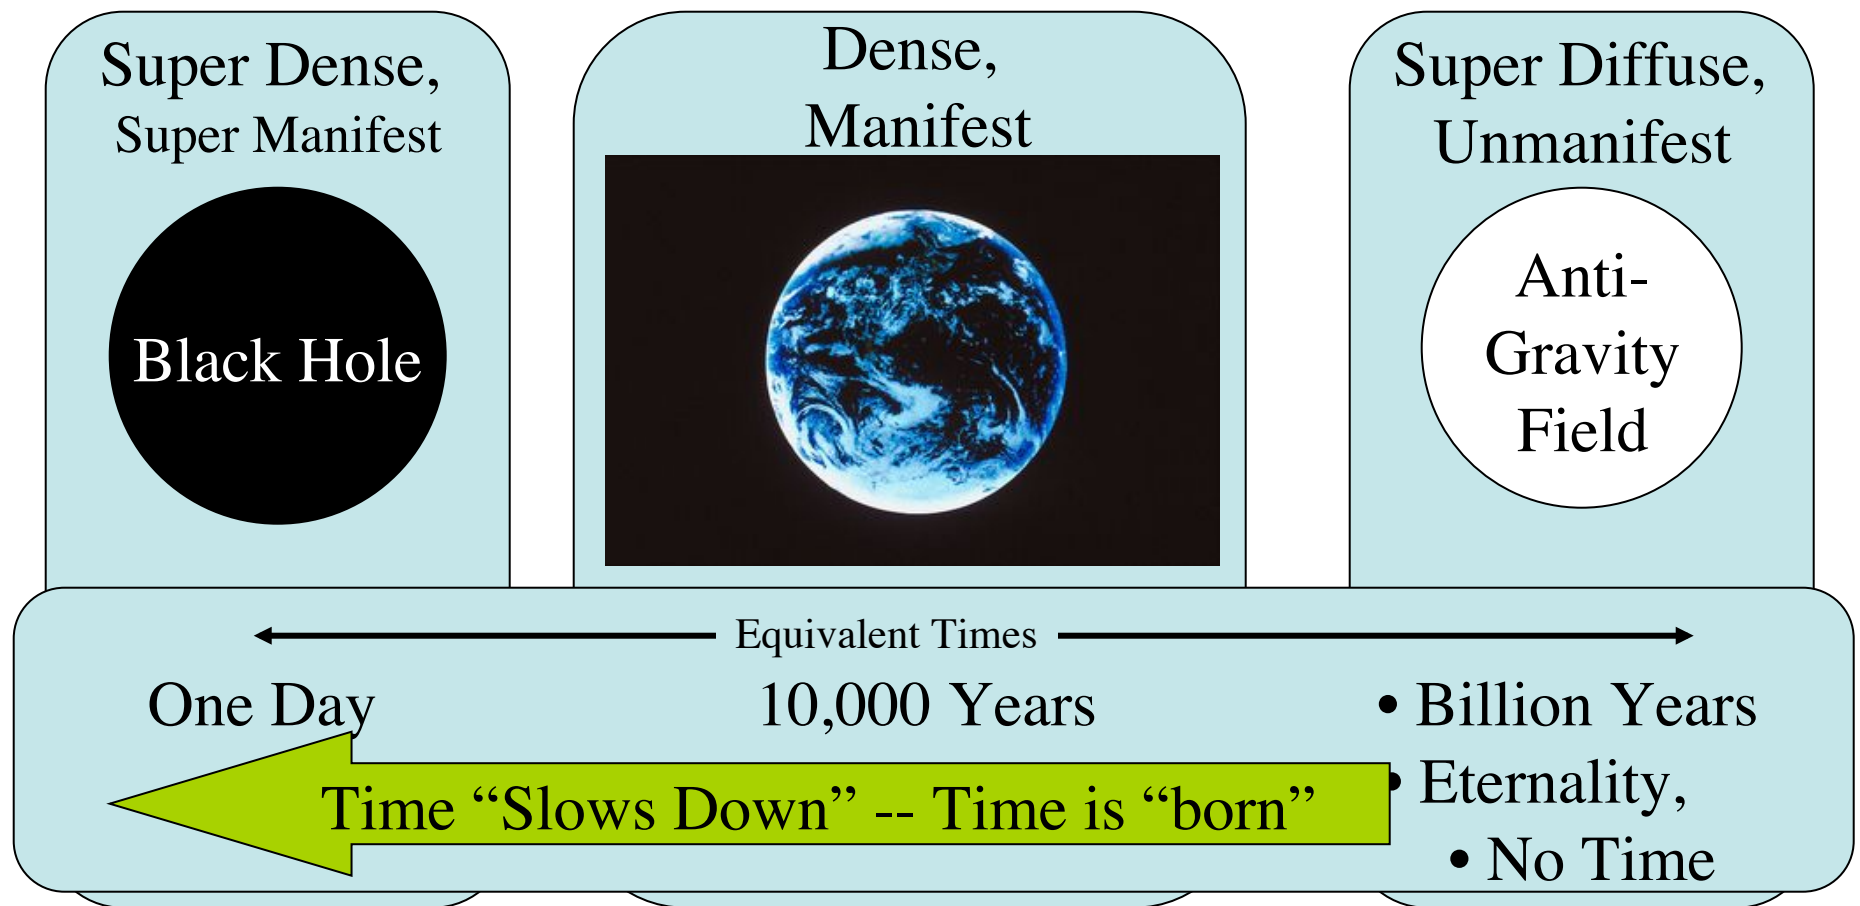 Super Dense,
Super Manifest
Black Hole
Dense,
Manifest
Super Diffuse,
Unmanifest
Anti-
Gravity
Field
Equivalent Times
One Day
10,000 Years
• Billion Years
• Eternality,
• No Time
Time “Slows Down” -- Time is “born”